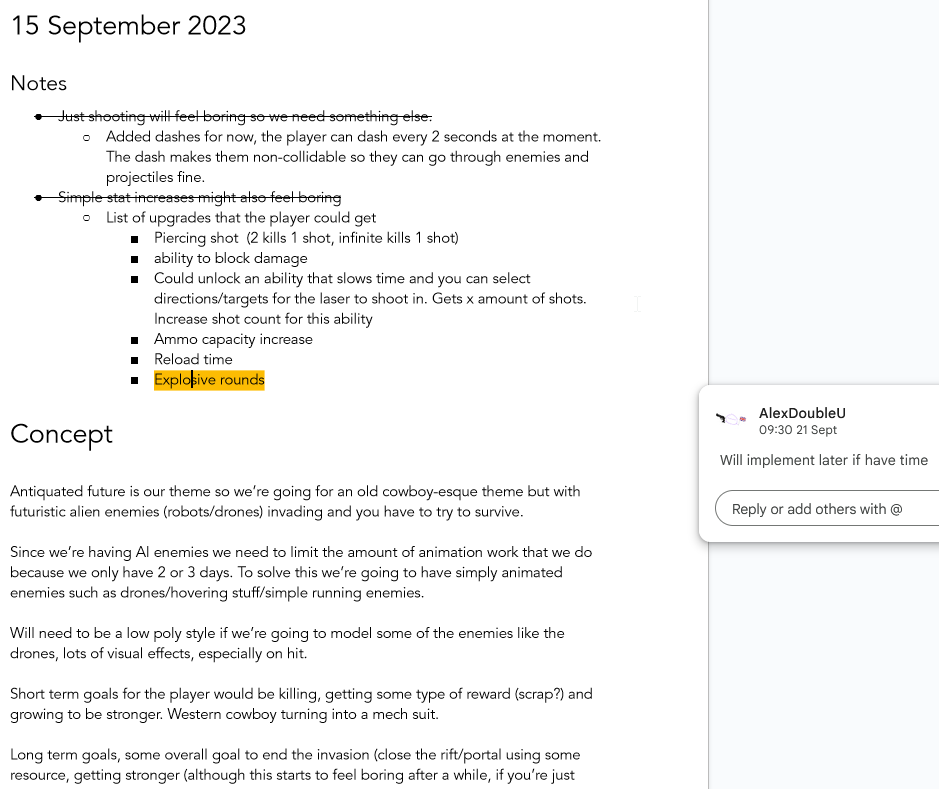 15 September 2023
Notes
Just shooting will feel boring so we need something else.
Added dashes for now, the player can dash every 2 seconds at the moment.
The dash makes them non-collidable so they can go through enemies and
projectiles fine.
Simple stat increases might also feel boring
List of upgrades that the player could get
Piercing shot  (2 kills 1 shot, infinite kills 1 shot)
ability to block damage
Could unlock an ability that slows time and you can select
directions/targets for the laser to shoot in. Gets x amount of shots.
Increase shot count for this ability
Ammo capacity increase
Reload time
Explosive rounds
AlexDoubleU
09:30 21 Sept
Will implement later if have time
Reply or add others with @
Concept
Antiquated future is our theme so we’re going for an old cowboy-esque theme but with
futuristic alien enemies (robots/drones) invading and you have to try to survive.
Since we’re having AI enemies we need to limit the amount of animation work that we do
because we only have 2 or 3 days. To solve this we’re going to have simply animated
enemies such as drones/hovering stuff/simple running enemies.
Will need to be a low poly style if we’re going to model some of the enemies like the
drones, lots of visual effects, especially on hit.
Short term goals for the player would be killing, getting some type of reward (scrap?) and
growing to be stronger. Western cowboy turning into a mech suit.
Long term goals, some overall goal to end the invasion (close the rift/portal using some
resource, getting stronger (although this starts to feel boring after a while, if you’re just